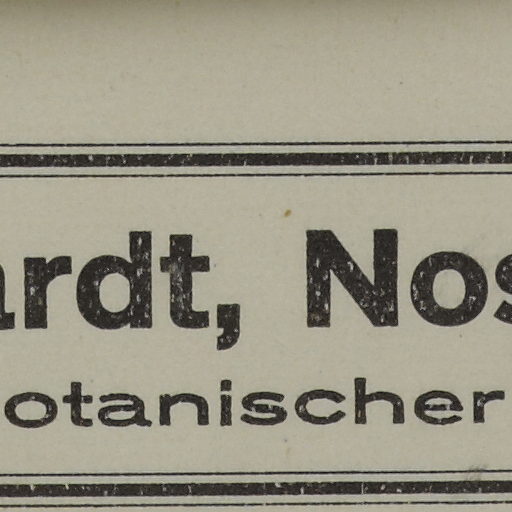 ardt, Nos
otanischer